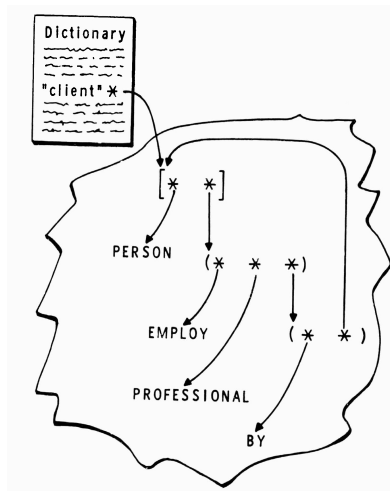 Dictionary
"client" *
[* *]
PERSON
(* * *)
EMPLOY
(* *)
PROFESSIONAL
BY